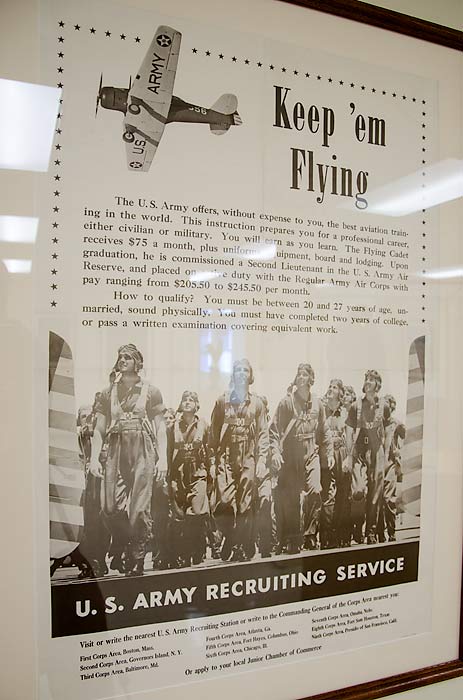 ARMY
US
56
Keep 'em
Flying
The U. S. Army offers, without expense to you, the best aviation train-
ing in the world. This instruction prepares you for a professional career,
either civilian or military. You will earn as you learn. The Flying Cadet
receives $75 a month, plus uniforms, equipment, board and lodging. Upon
graduation, he is commissioned a Second Lieutenant in the U. S. Army Air
Reserve, and placed on active duty with the Regular Army Air Corps with
pay ranging from $205.50 to $245.50 per month.
How to qualify? You must be between 20 and 27 years of age, un-
married, sound physically. You must have completed two years of college,
or pass a written examination covering equivalent work.
U. S. ARMY RECRUITING SERVICE
Visit or write the nearest U. S. Army Recruiting Station or write to the Commanding General of the Corps Area nearest you:
First Corps Area, Boston, Mass.
Second Corps Area, Governors Island, N. Y.
Third Corps Area, Baltimore, Md.
Fourth Corps Area, Atlanta, Ga.
Fifth Corps Area, Fort Hayes, Columbus, Ohio
Sixth Corps Area, Chicago, Ill.
Seventh Corps Area, Omaha, Nebr.
Eighth Corps Area, Fort Sam Houston, Texas
Ninth Corps Area, Presidio of San Francisco, Calif.
Or apply to your local Junior Chamber of Commerce